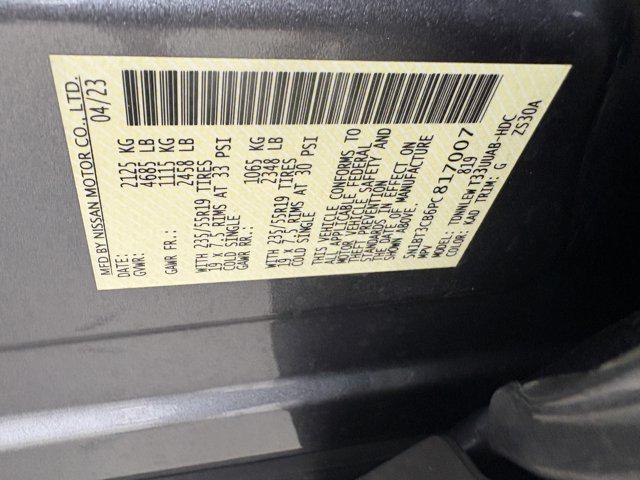 MFD BY NISSAN MOTOR CO., LTD.
DATE: 04/23
GVWR: 2125 KG
4685 LB
GAWR FR.: 1115 KG
2458 LB
WITH 235/55R19 TIRES
19 X 7.5 RIMS AT 33 PSI
COLD SINGLE
GAWR RR.: 1065 KG
2348 LB
WITH 235/55R19 TIRES
19 X 7.5 RIMS AT 30 PSI
COLD SINGLE
THIS VEHICLE CONFORMS TO
ALL APPLICABLE FEDERAL
MOTOR VEHICLE SAFETY AND
THEFT PREVENTION
STANDARDS IN EFFECT ON
THE DATE OF MANUFACTURE
SHOWN ABOVE.
5N1BT3CB6PC 817007
MPV 819
MODEL: T33UUAB-HDC
COLOR: KAD TRIM: G ZS30A